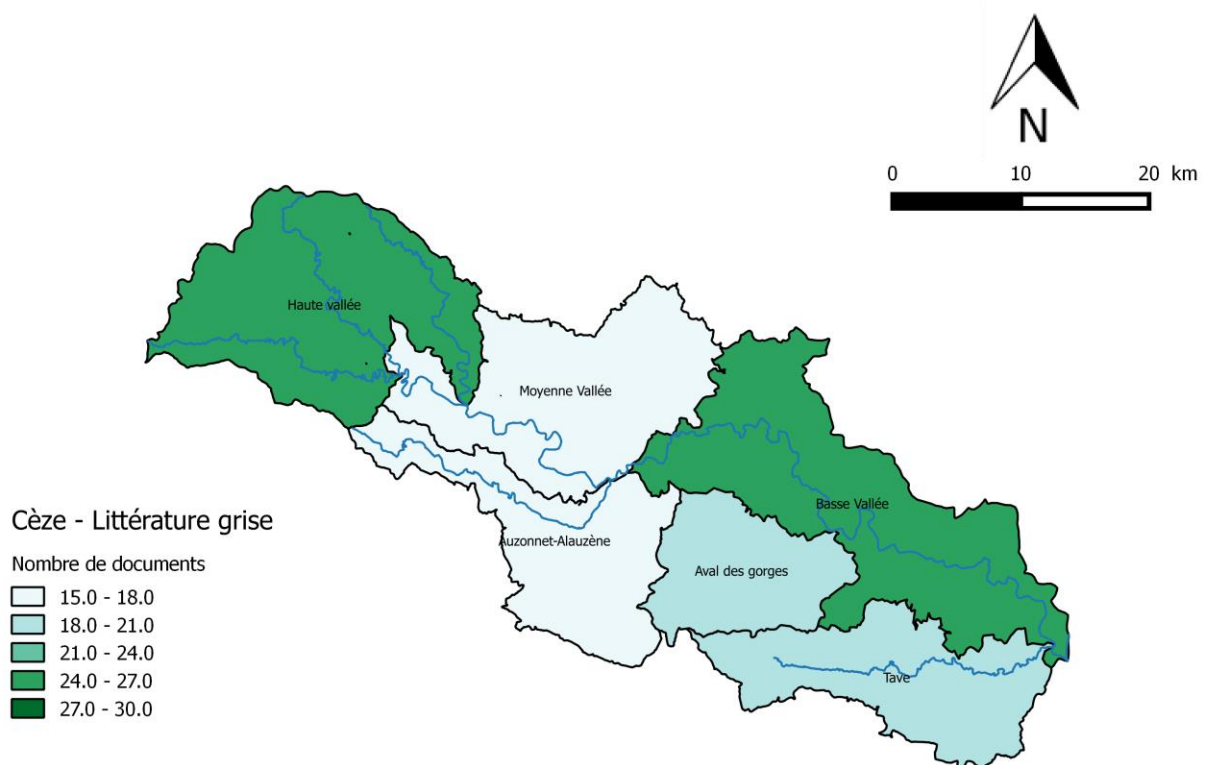 N
0 10 20 km
Haute vallée
Moyenne Vallée
Basse Vallée
Auzonnet-Alauzène
Aval des gorges
Tave
Cèze - Littérature grise
Nombre de documents
15.0 - 18.0
18.0 - 21.0
21.0 - 24.0
24.0 - 27.0
27.0 - 30.0